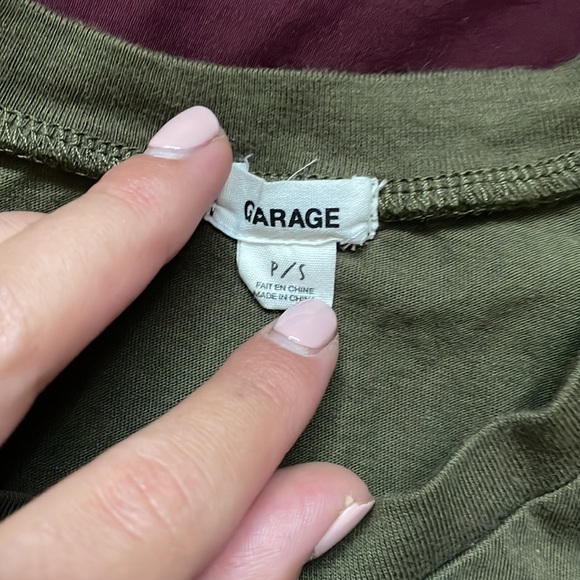 GARAGE
P/S
FAIT EN CHINE
MADE IN CHINA